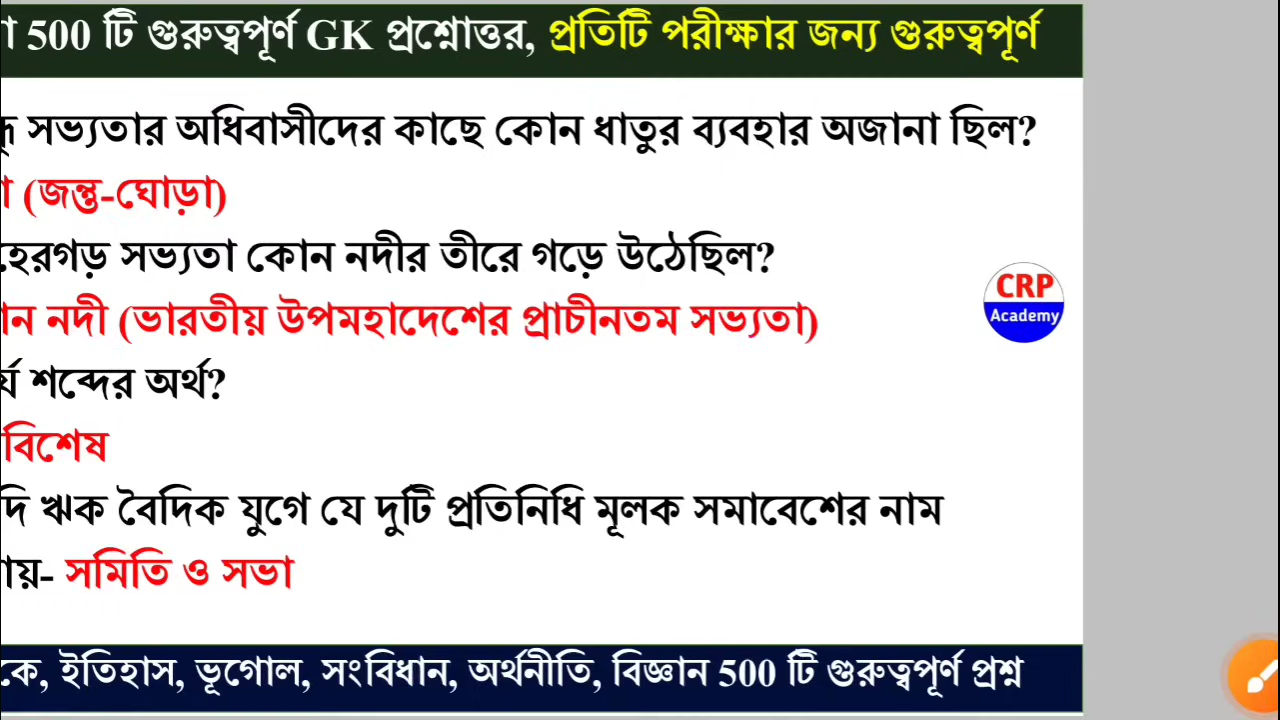 500 টি গুরুত্বপূর্ণ GK প্রশ্নোত্তর, প্রতিটি পরীক্ষার জন্য গুরুত্বপূর্ণ
সভ্যতার অধিবাসীদের কাছে কোন ধাতুর ব্যবহার অজানা ছিল?
(জন্তু-ঘোড়া)
হেরগড় সভ্যতা কোন নদীর তীরে গড়ে উঠেছিল?
ান নদী (ভারতীয় উপমহাদেশের প্রাচীনতম সভ্যতা)
CRP
Academy
র্য শব্দের অর্থ?
বিশেষ
দি ঋক বৈদিক যুগে যে দুটি প্রতিনিধি মূলক সমাবেশের নাম
ায়- সমিতি ও সভা
কে, ইতিহাস, ভূগোল, সংবিধান, অর্থনীতি, বিজ্ঞান 500 টি গুরুত্বপূর্ণ প্রশ্ন